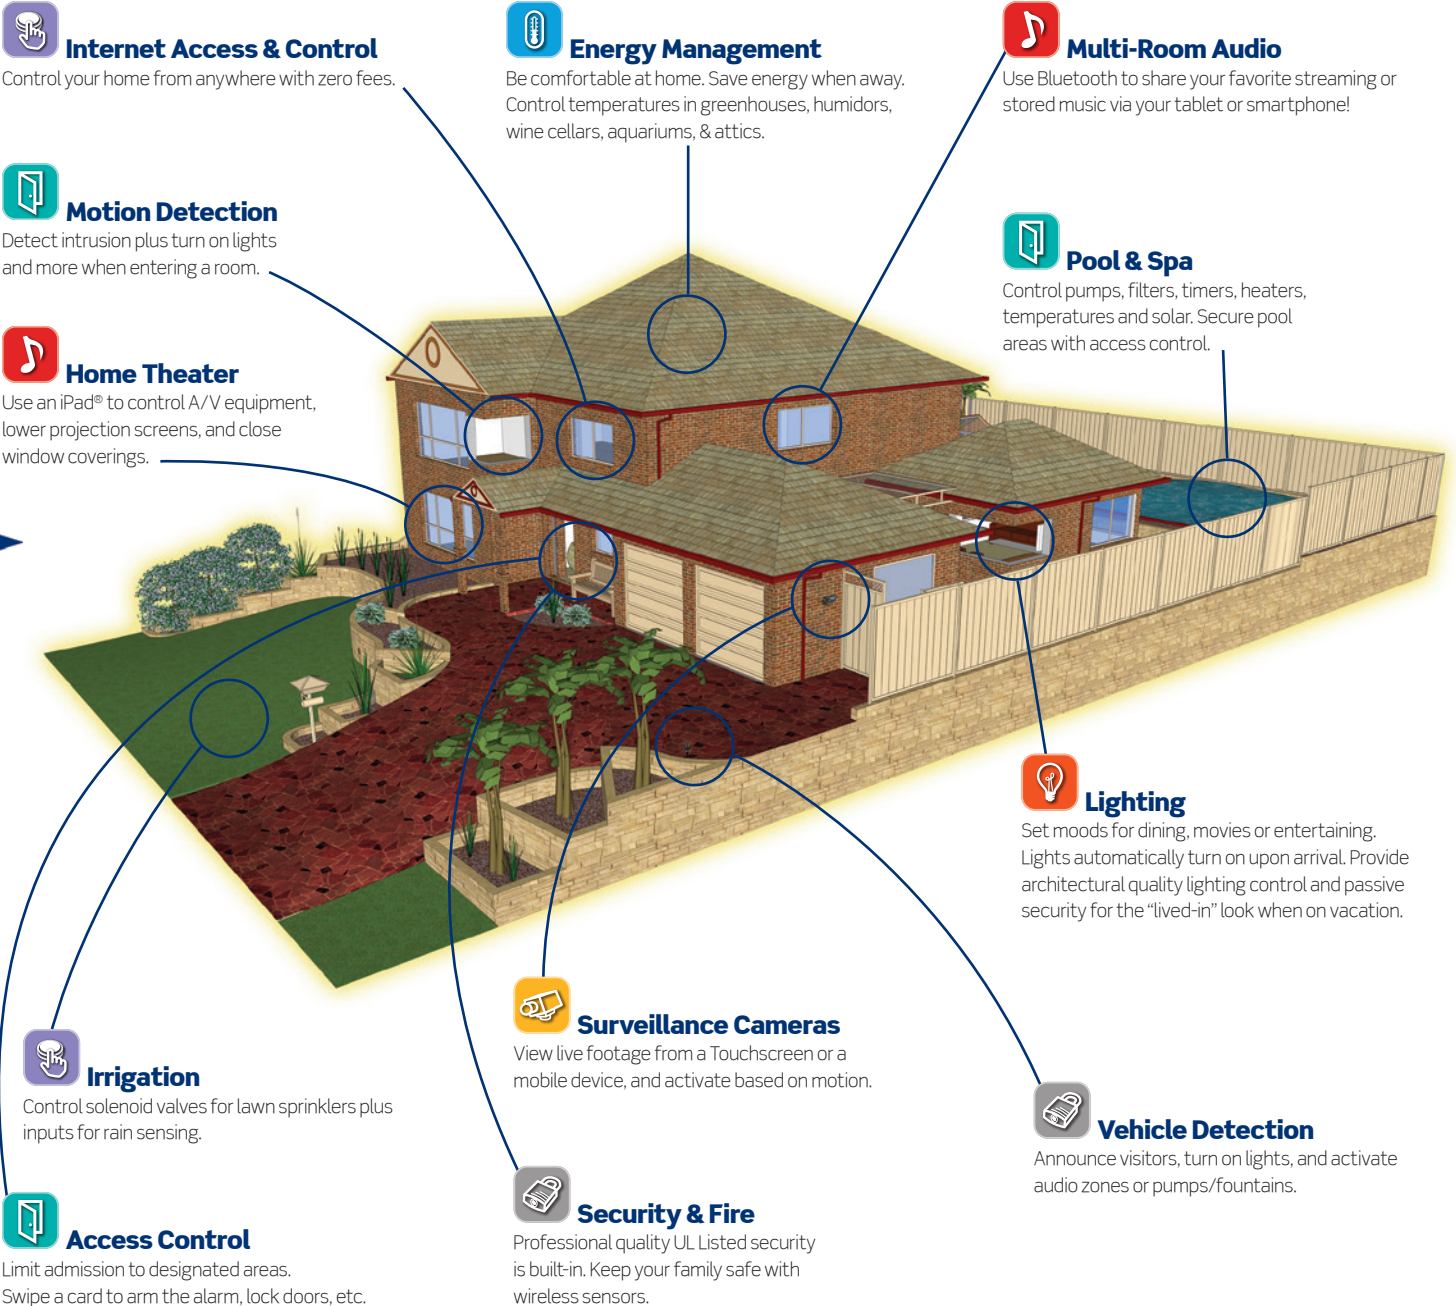 Internet Access & Control
Control your home from anywhere with zero fees.
Energy Management
Be comfortable at home. Save energy when away.
Control temperatures in greenhouses, humidors,
wine cellars, aquariums, & attics.
Multi-Room Audio
Use Bluetooth to share your favorite streaming or
stored music via your tablet or smartphone!
Motion Detection
Detect intrusion plus turn on lights
and more when entering a room.
Pool & Spa
Control pumps, filters, timers, heaters,
temperatures and solar. Secure pool
areas with access control.
Home Theater
Use an iPad® to control A/V equipment,
lower projection screens, and close
window coverings.
Lighting
Set moods for dining, movies or entertaining.
Lights automatically turn on upon arrival. Provide
architectural quality lighting control and passive
security for the “lived-in” look when on vacation.
Surveillance Cameras
View live footage from a Touchscreen or a
mobile device, and activate based on motion.
Irrigation
Control solenoid valves for lawn sprinklers plus
inputs for rain sensing.
Vehicle Detection
Announce visitors, turn on lights, and activate
audio zones or pumps/fountains.
Security & Fire
Professional quality UL Listed security
is built-in. Keep your family safe with
wireless sensors.
Access Control
Limit admission to designated areas.
Swipe a card to arm the alarm, lock doors, etc.